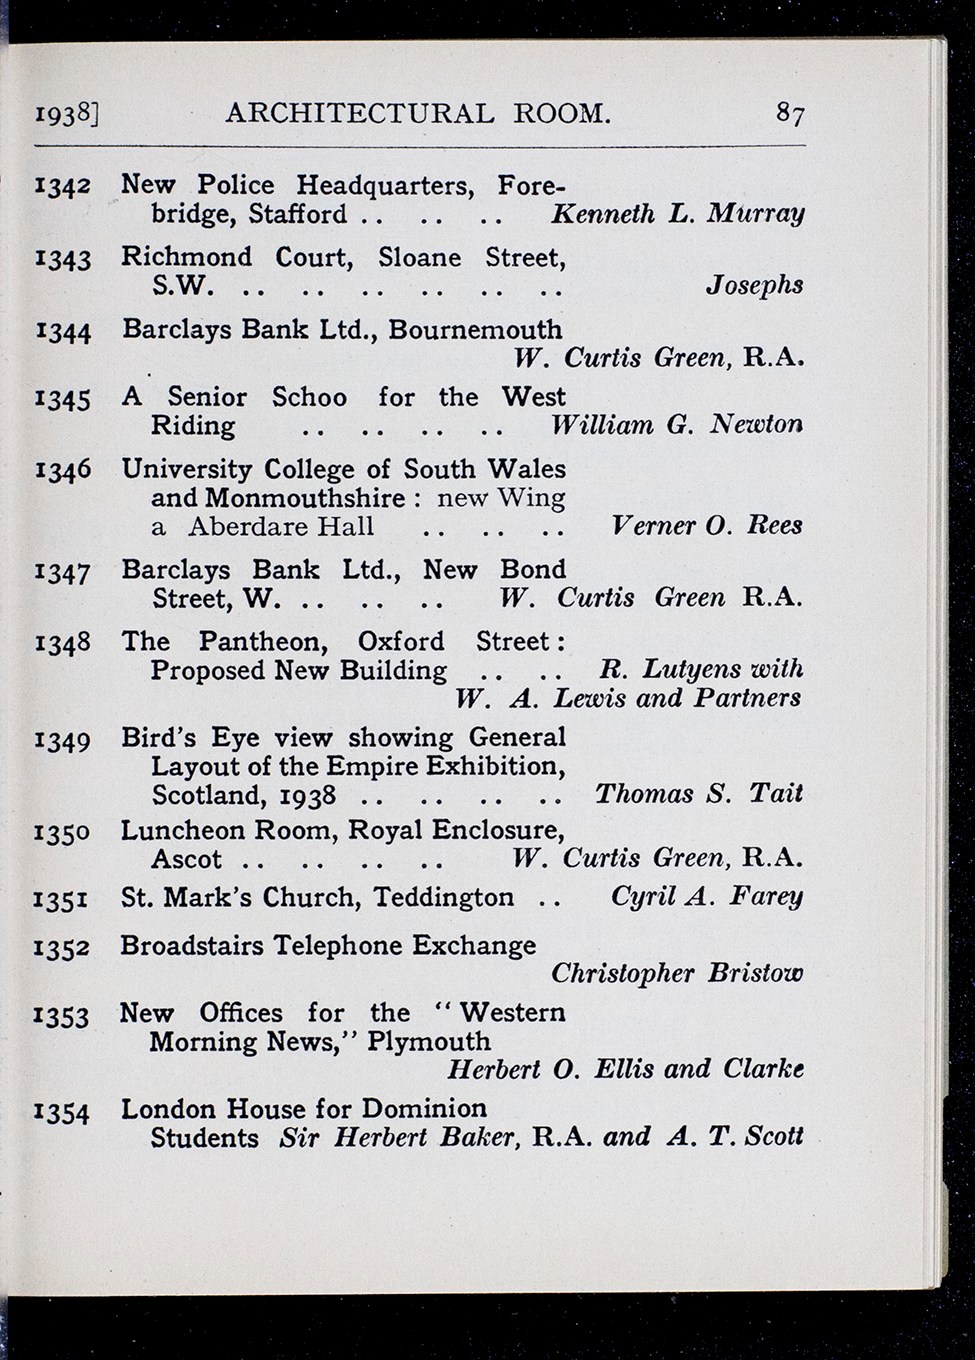 1938] ARCHITECTURAL ROOM. 87
1342 New Police Headquarters, Fore-
bridge, Stafford .. .. .. Kenneth L. Murray
1343 Richmond Court, Sloane Street,
S.W. .. .. .. .. .. .. Josephs
1344 Barclays Bank Ltd., Bournemouth
W. Curtis Green, R.A.
1345 A Senior Schoo for the West
Riding .. .. .. .. William G. Newton
1346 University College of South Wales
and Monmouthshire : new Wing
a Aberdare Hall .. .. .. Verner O. Rees
1347 Barclays Bank Ltd., New Bond
Street, W. .. .. .. W. Curtis Green R.A.
1348 The Pantheon, Oxford Street :
Proposed New Building .. .. R. Lutyens with
W. A. Lewis and Partners
1349 Bird's Eye view showing General
Layout of the Empire Exhibition,
Scotland, 1938 .. .. .. .. Thomas S. Tait
1350 Luncheon Room, Royal Enclosure,
Ascot .. .. .. .. W. Curtis Green, R.A.
1351 St. Mark's Church, Teddington .. Cyril A. Farey
1352 Broadstairs Telephone Exchange
Christopher Bristow
1353 New Offices for the "Western
Morning News," Plymouth
Herbert O. Ellis and Clarke
1354 London House for Dominion
Students Sir Herbert Baker, R.A. and A. T. Scott